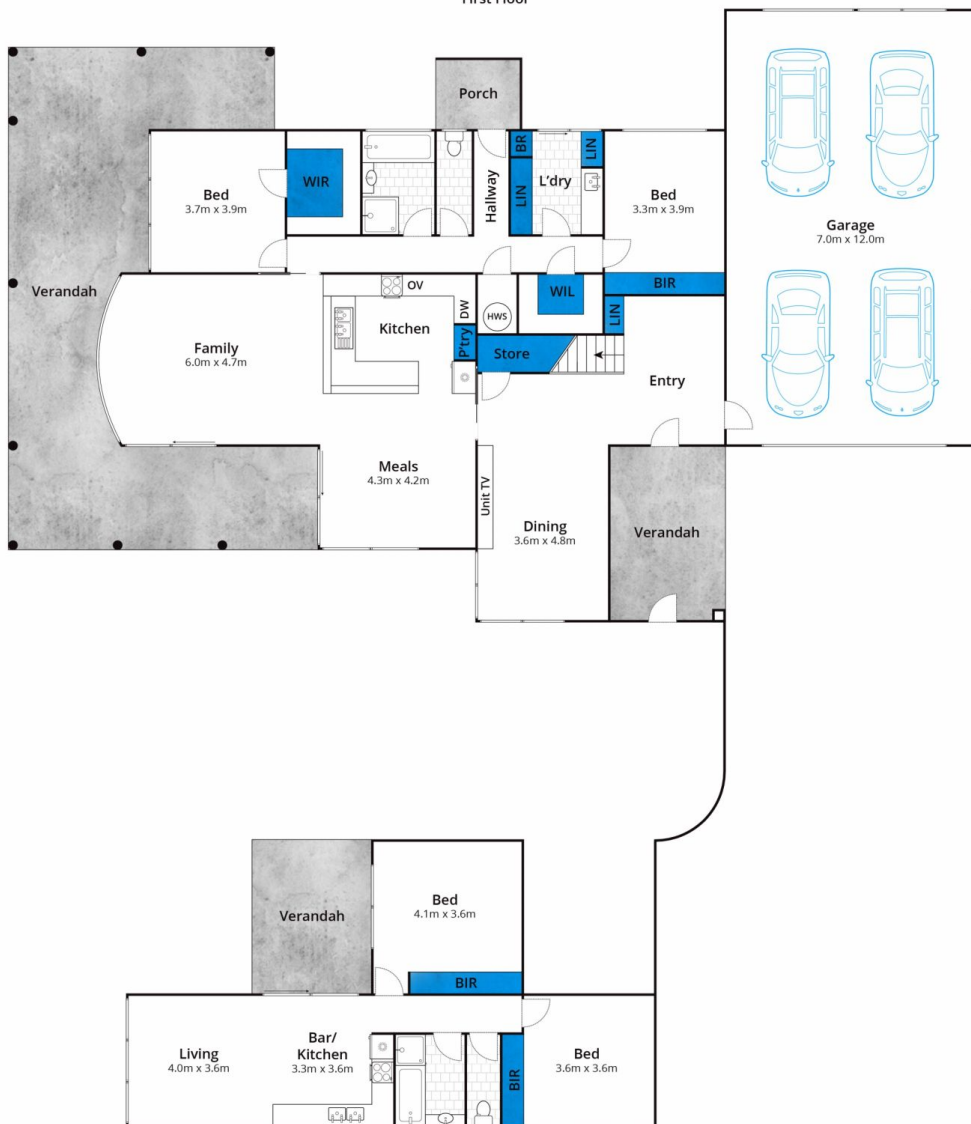 First Floor
Porch
BR
LIN
LIN
L'dry
Hallway
WIR
Bed
3.7m x 3.9m
Bed
3.3m x 3.9m
Garage
7.0m x 12.0m
Verandah
OV
DW
Kitchen
P'try
HWS
WIL
BIR
LIN
Store
Family
6.0m x 4.7m
Entry
Meals
4.3m x 4.2m
Unit TV
Dining
3.6m x 4.8m
Verandah
Verandah
Bed
4.1m x 3.6m
BIR
Living
4.0m x 3.6m
Bar/
Kitchen
3.3m x 3.6m
BIR
Bed
3.6m x 3.6m